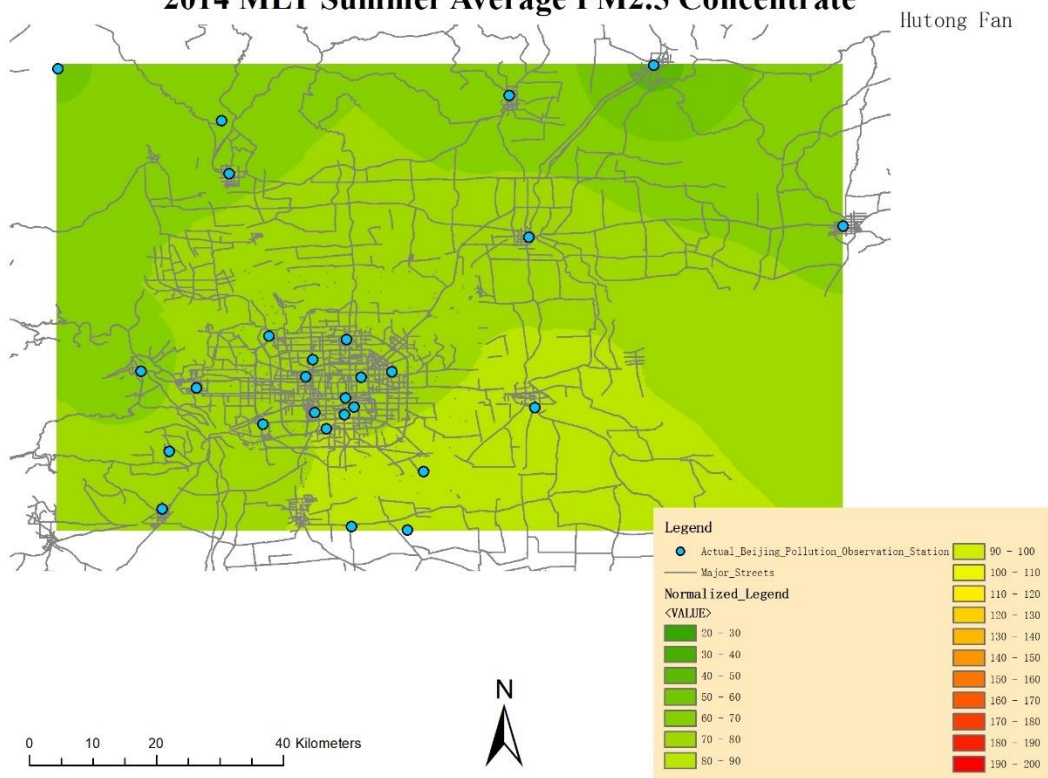 2014 MET Summer Average PM2.5 Concentrate
Hutong Fan
Legend
Actual_Beijing_Pollution_Observation_Station
Major_Streets
Normalized_Legend
<VALUE>
20 - 30
30 - 40
40 - 50
50 - 60
60 - 70
70 - 80
80 - 90
90 - 100
100 - 110
110 - 120
120 - 130
130 - 140
140 - 150
150 - 160
160 - 170
170 - 180
180 - 190
190 - 200
N
0 10 20 40 Kilometers